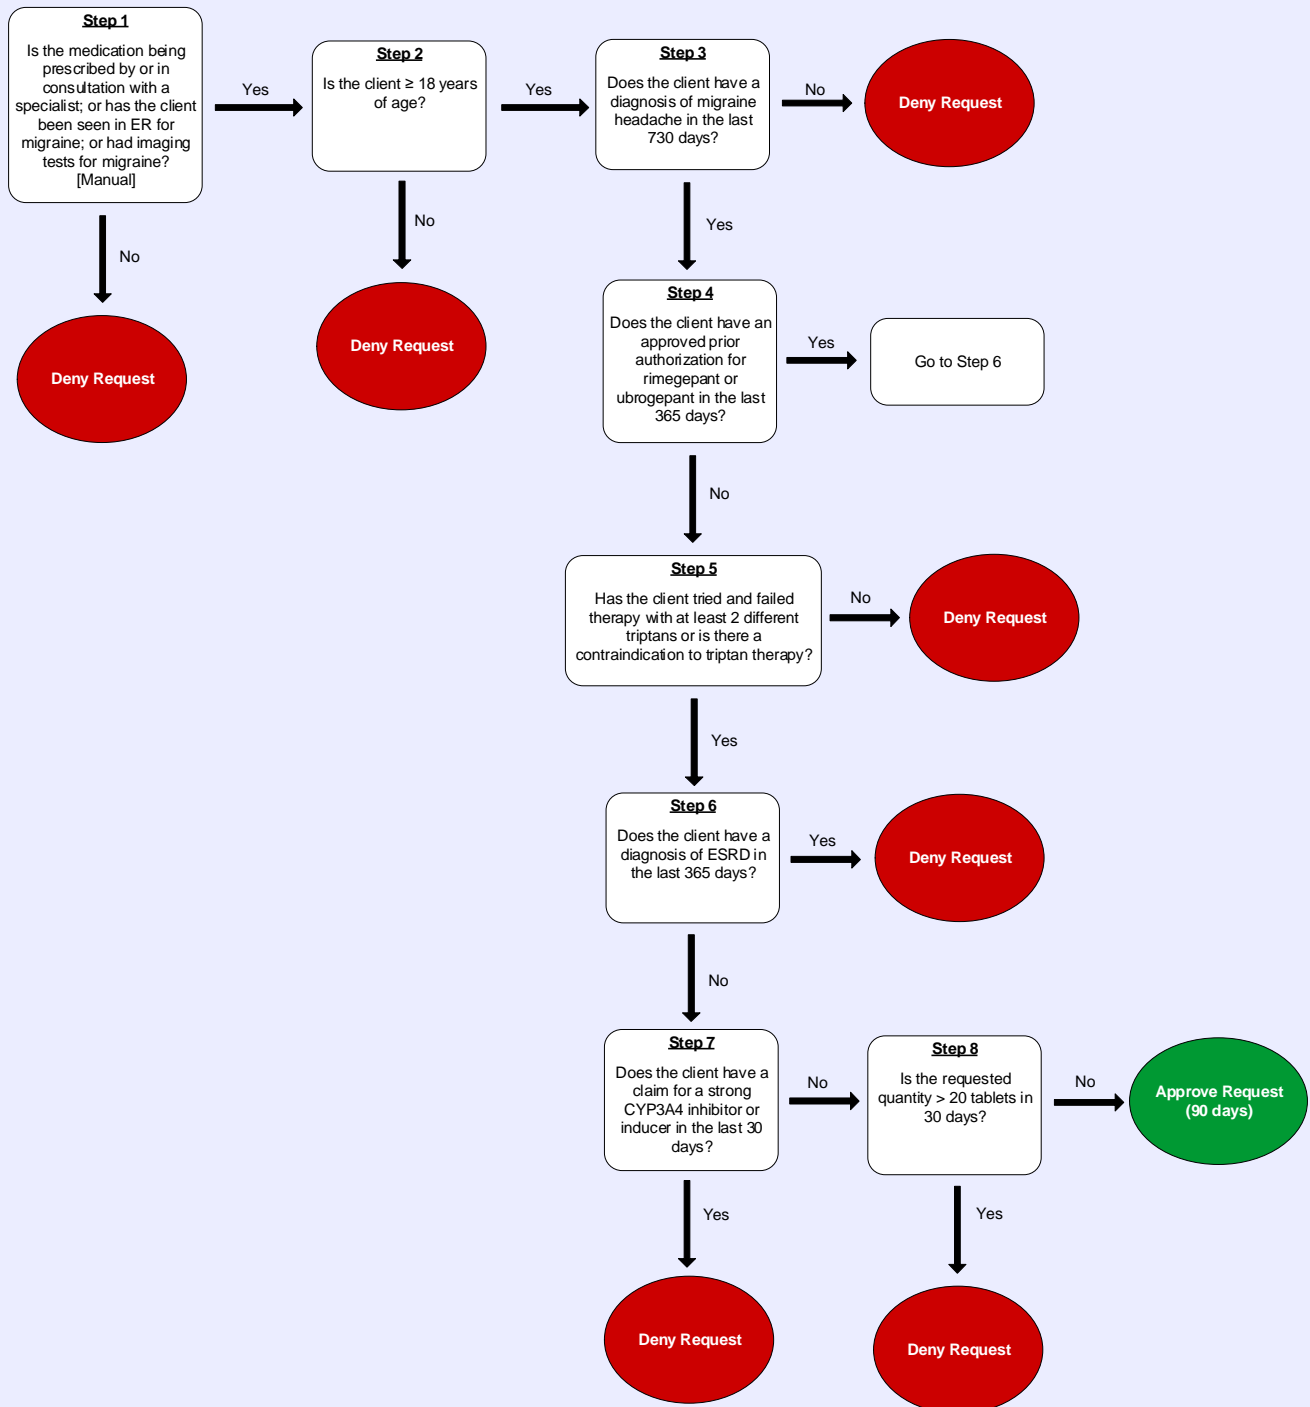 Step 1
Is the medication being
prescribed by or in
consultation with a
specialist; or has the client
been seen in ER for
migraine; or had imaging
tests for migraine?
[Manual]
Yes
No
Deny Request
Step 2
Is the client ≥ 18 years
of age?
Yes
No
Deny Request
Step 3
Does the client have a
diagnosis of migraine
headache in the last
730 days?
No
Deny Request
Yes
Step 4
Does the client have an
approved prior
authorization for
rimegepant or
ubrogepant in the last
365 days?
Yes
Go to Step 6
No
Step 5
Has the client tried and failed
therapy with at least 2 different
triptans or is there a
contraindication to triptan therapy?
No
Deny Request
Yes
Step 6
Does the client have a
diagnosis of ESRD in
the last 365 days?
Yes
Deny Request
No
Step 7
Does the client have a
claim for a strong
CYP3A4 inhibitor or
inducer in the last 30
days?
No
Yes
Deny Request
Step 8
Is the requested
quantity > 20 tablets in
30 days?
No
Approve Request
(90 days)
Yes
Deny Request